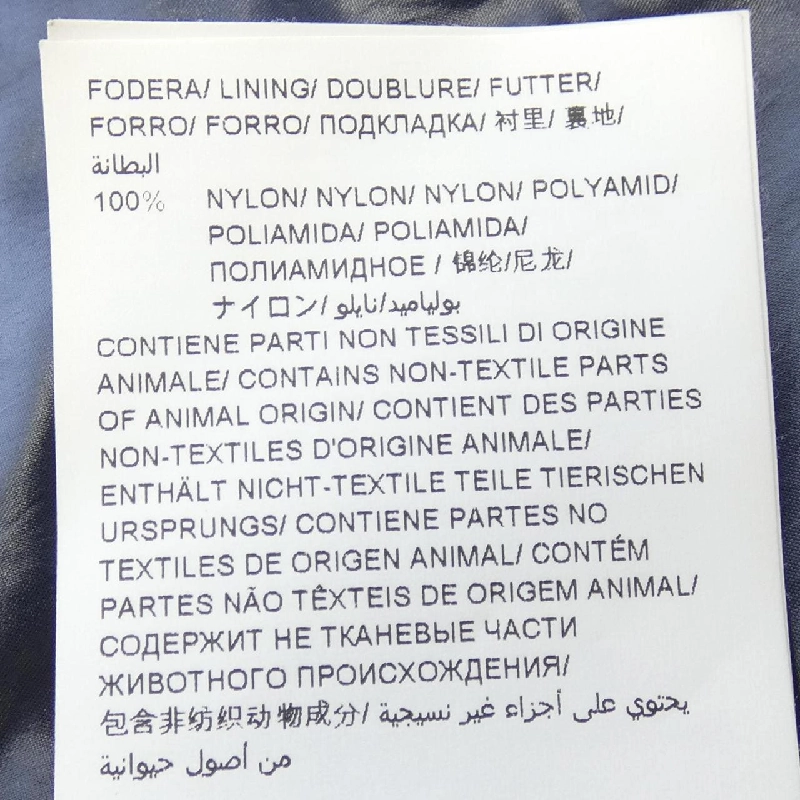 FODERA/ LINING/ DOUBLURE/ FUTTER/
FORRO/ FORRO/ ПОДКЛАДКА/ 衬里/ 裏地/
البطانة
100% NYLON/ NYLON/ NYLON/ POLYAMID/
POLIAMIDA/ POLIAMIDA/
ПОЛИАМИДНОЕ / 锦纶/尼龙/
ナイロン/ بولياميد/نايلو
CONTIENE PARTI NON TESSILI DI ORIGINE
ANIMALE/ CONTAINS NON-TEXTILE PARTS
OF ANIMAL ORIGIN/ CONTIENT DES PARTIES
NON-TEXTILES D'ORIGINE ANIMALE/
ENTHÄLT NICHT-TEXTILE TEILE TIERISCHEN
URSPRUNGS/ CONTIENE PARTES NO
TEXTILES DE ORIGEN ANIMAL/ CONTÉM
PARTES NÃO TÊXTEIS DE ORIGEM ANIMAL/
СОДЕРЖИТ НЕ ТКАНЕВЫЕ ЧАСТИ
ЖИВОТНОГО ПРОИСХОЖДЕНИЯ/
包含非纺织动物成分/ يحتوي على أجزاء غير نسيجية
من أصول حيوانية